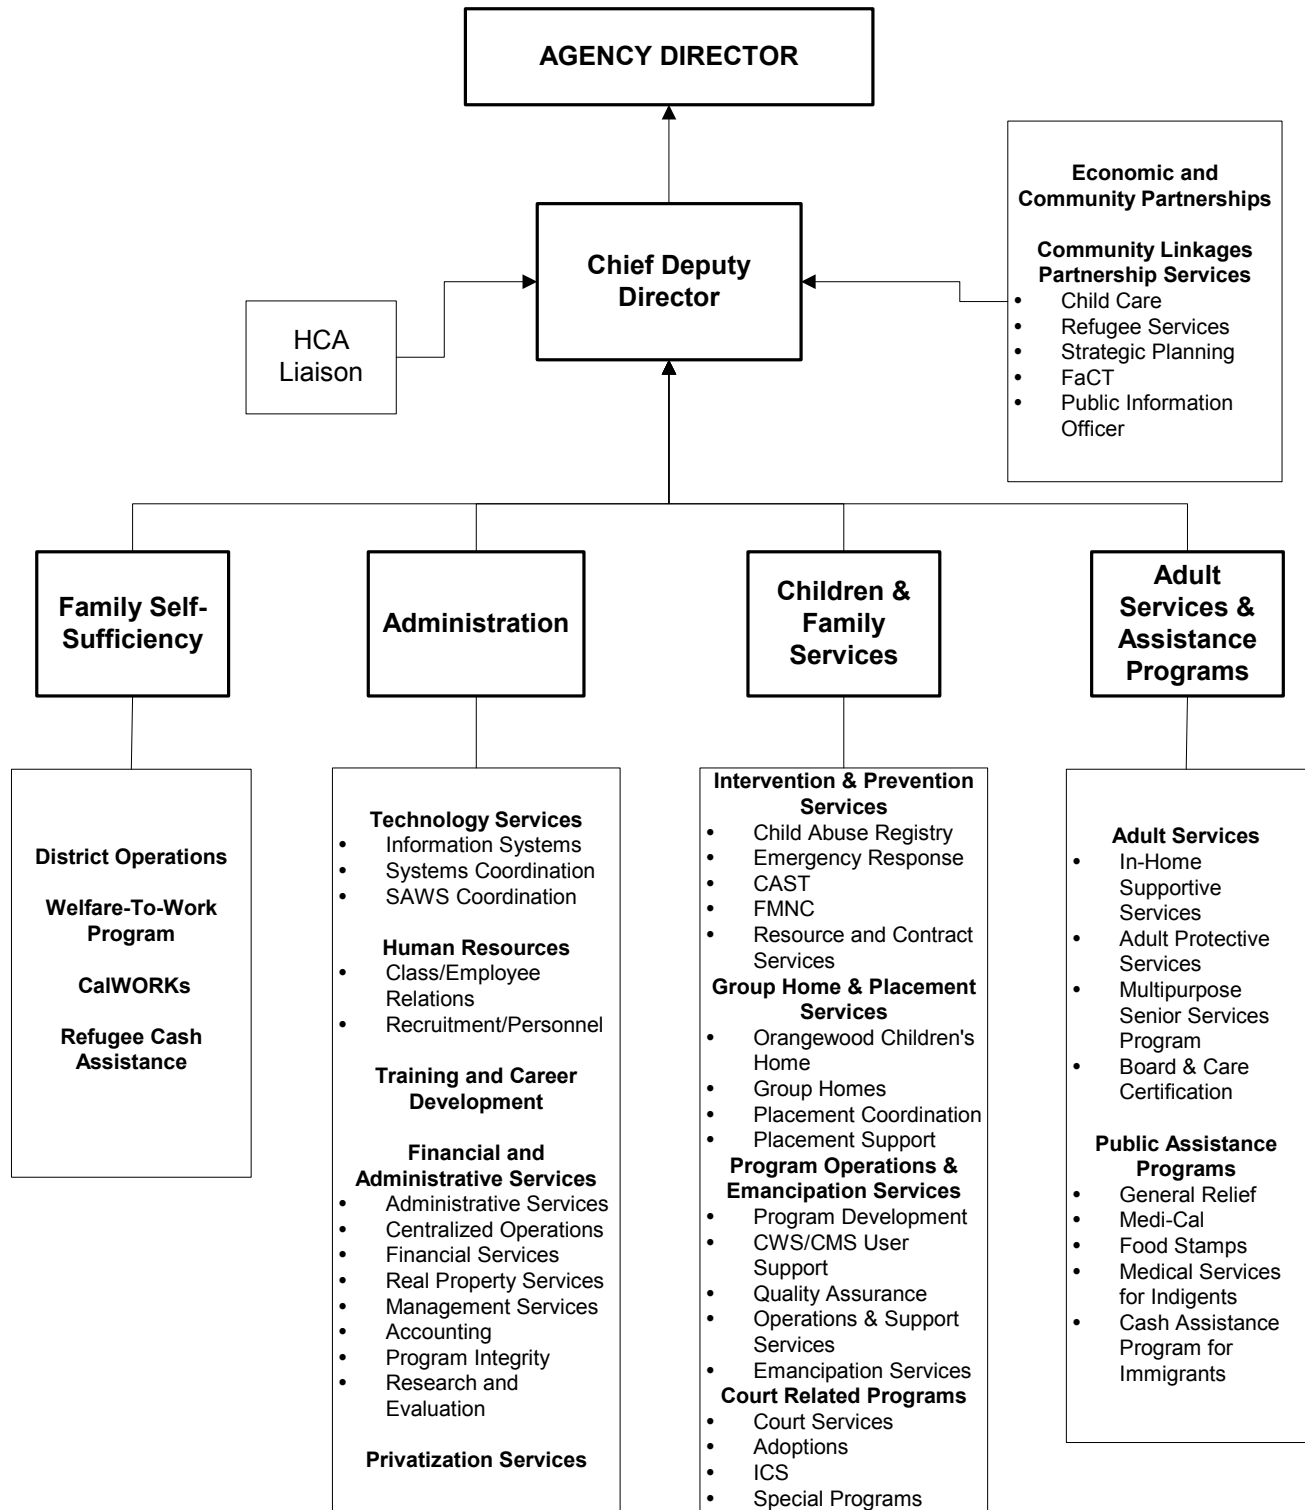 AGENCY DIRECTOR
Economic and
Community Partnerships
Community Linkages
Partnership Services
• Child Care
• Refugee Services
• Strategic Planning
• FaCT
• Public Information
Officer
Chief Deputy
Director
HCA
Liaison
Family Self-
Sufficiency
Administration
Children &
Family
Services
Adult
Services &
Assistance
Programs
District Operations
Welfare-To-Work
Program
CalWORKs
Refugee Cash
Assistance
Technology Services
• Information Systems
• Systems Coordination
• SAWS Coordination
Human Resources
• Class/Employee
Relations
• Recruitment/Personnel
Training and Career
Development
Financial and
Administrative Services
• Administrative Services
• Centralized Operations
• Financial Services
• Real Property Services
• Management Services
• Accounting
• Program Integrity
• Research and
Evaluation
Privatization Services
Intervention & Prevention
Services
• Child Abuse Registry
• Emergency Response
• CAST
• FMNC
• Resource and Contract
Services
Group Home & Placement
Services
• Orangewood Children's
Home
• Group Homes
• Placement Coordination
• Placement Support
Program Operations &
Emancipation Services
• Program Development
• CWS/CMS User
Support
• Quality Assurance
• Operations & Support
Services
• Emancipation Services
Court Related Programs
• Court Services
• Adoptions
• ICS
• Special Programs
Adult Services
• In-Home
Supportive
Services
• Adult Protective
Services
• Multipurpose
Senior Services
Program
• Board & Care
Certification
Public Assistance
Programs
• General Relief
• Medi-Cal
• Food Stamps
• Medical Services
for Indigents
• Cash Assistance
Program for
Immigrants